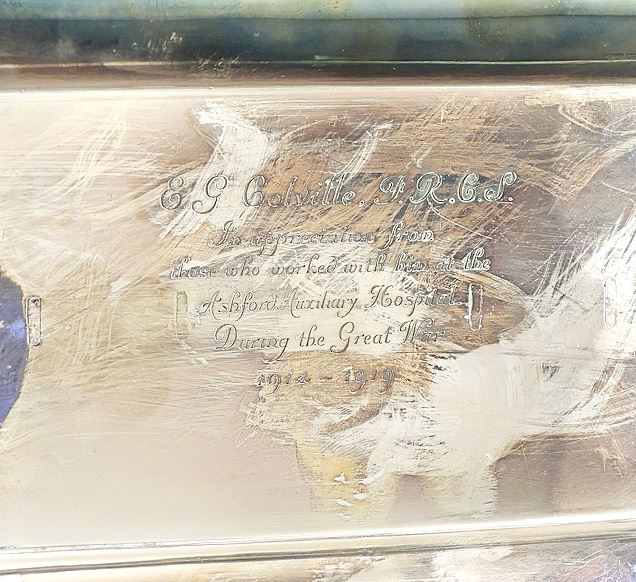 E G Colville, F.R.C.S.
In appreciation from
those who worked with him at the
Ashford Auxiliary Hospital
During the Great War
1914 - 1919